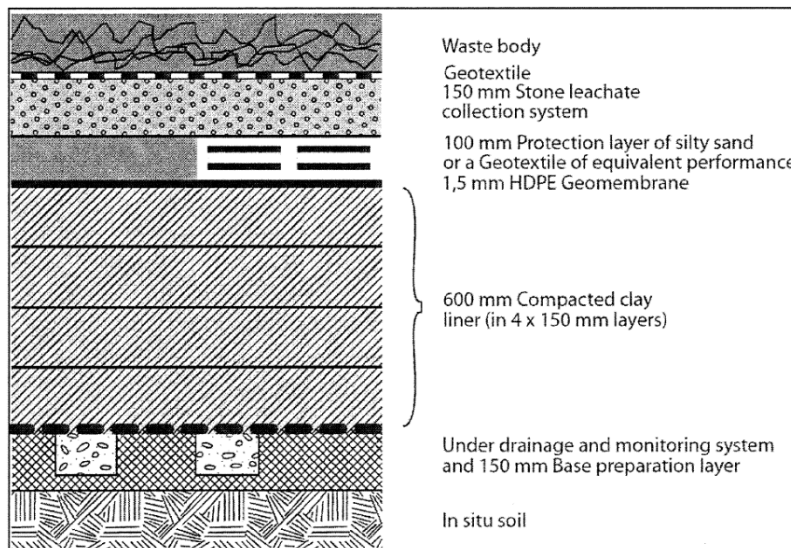 Waste body
Geotextile
150 mm Stone leachate
collection system
100 mm Protection layer of silty sand
or a Geotextile of equivalent performance
1,5 mm HDPE Geomembrane
600 mm Compacted clay
liner (in 4 x 150 mm layers)
Under drainage and monitoring system
and 150 mm Base preparation layer
In situ soil